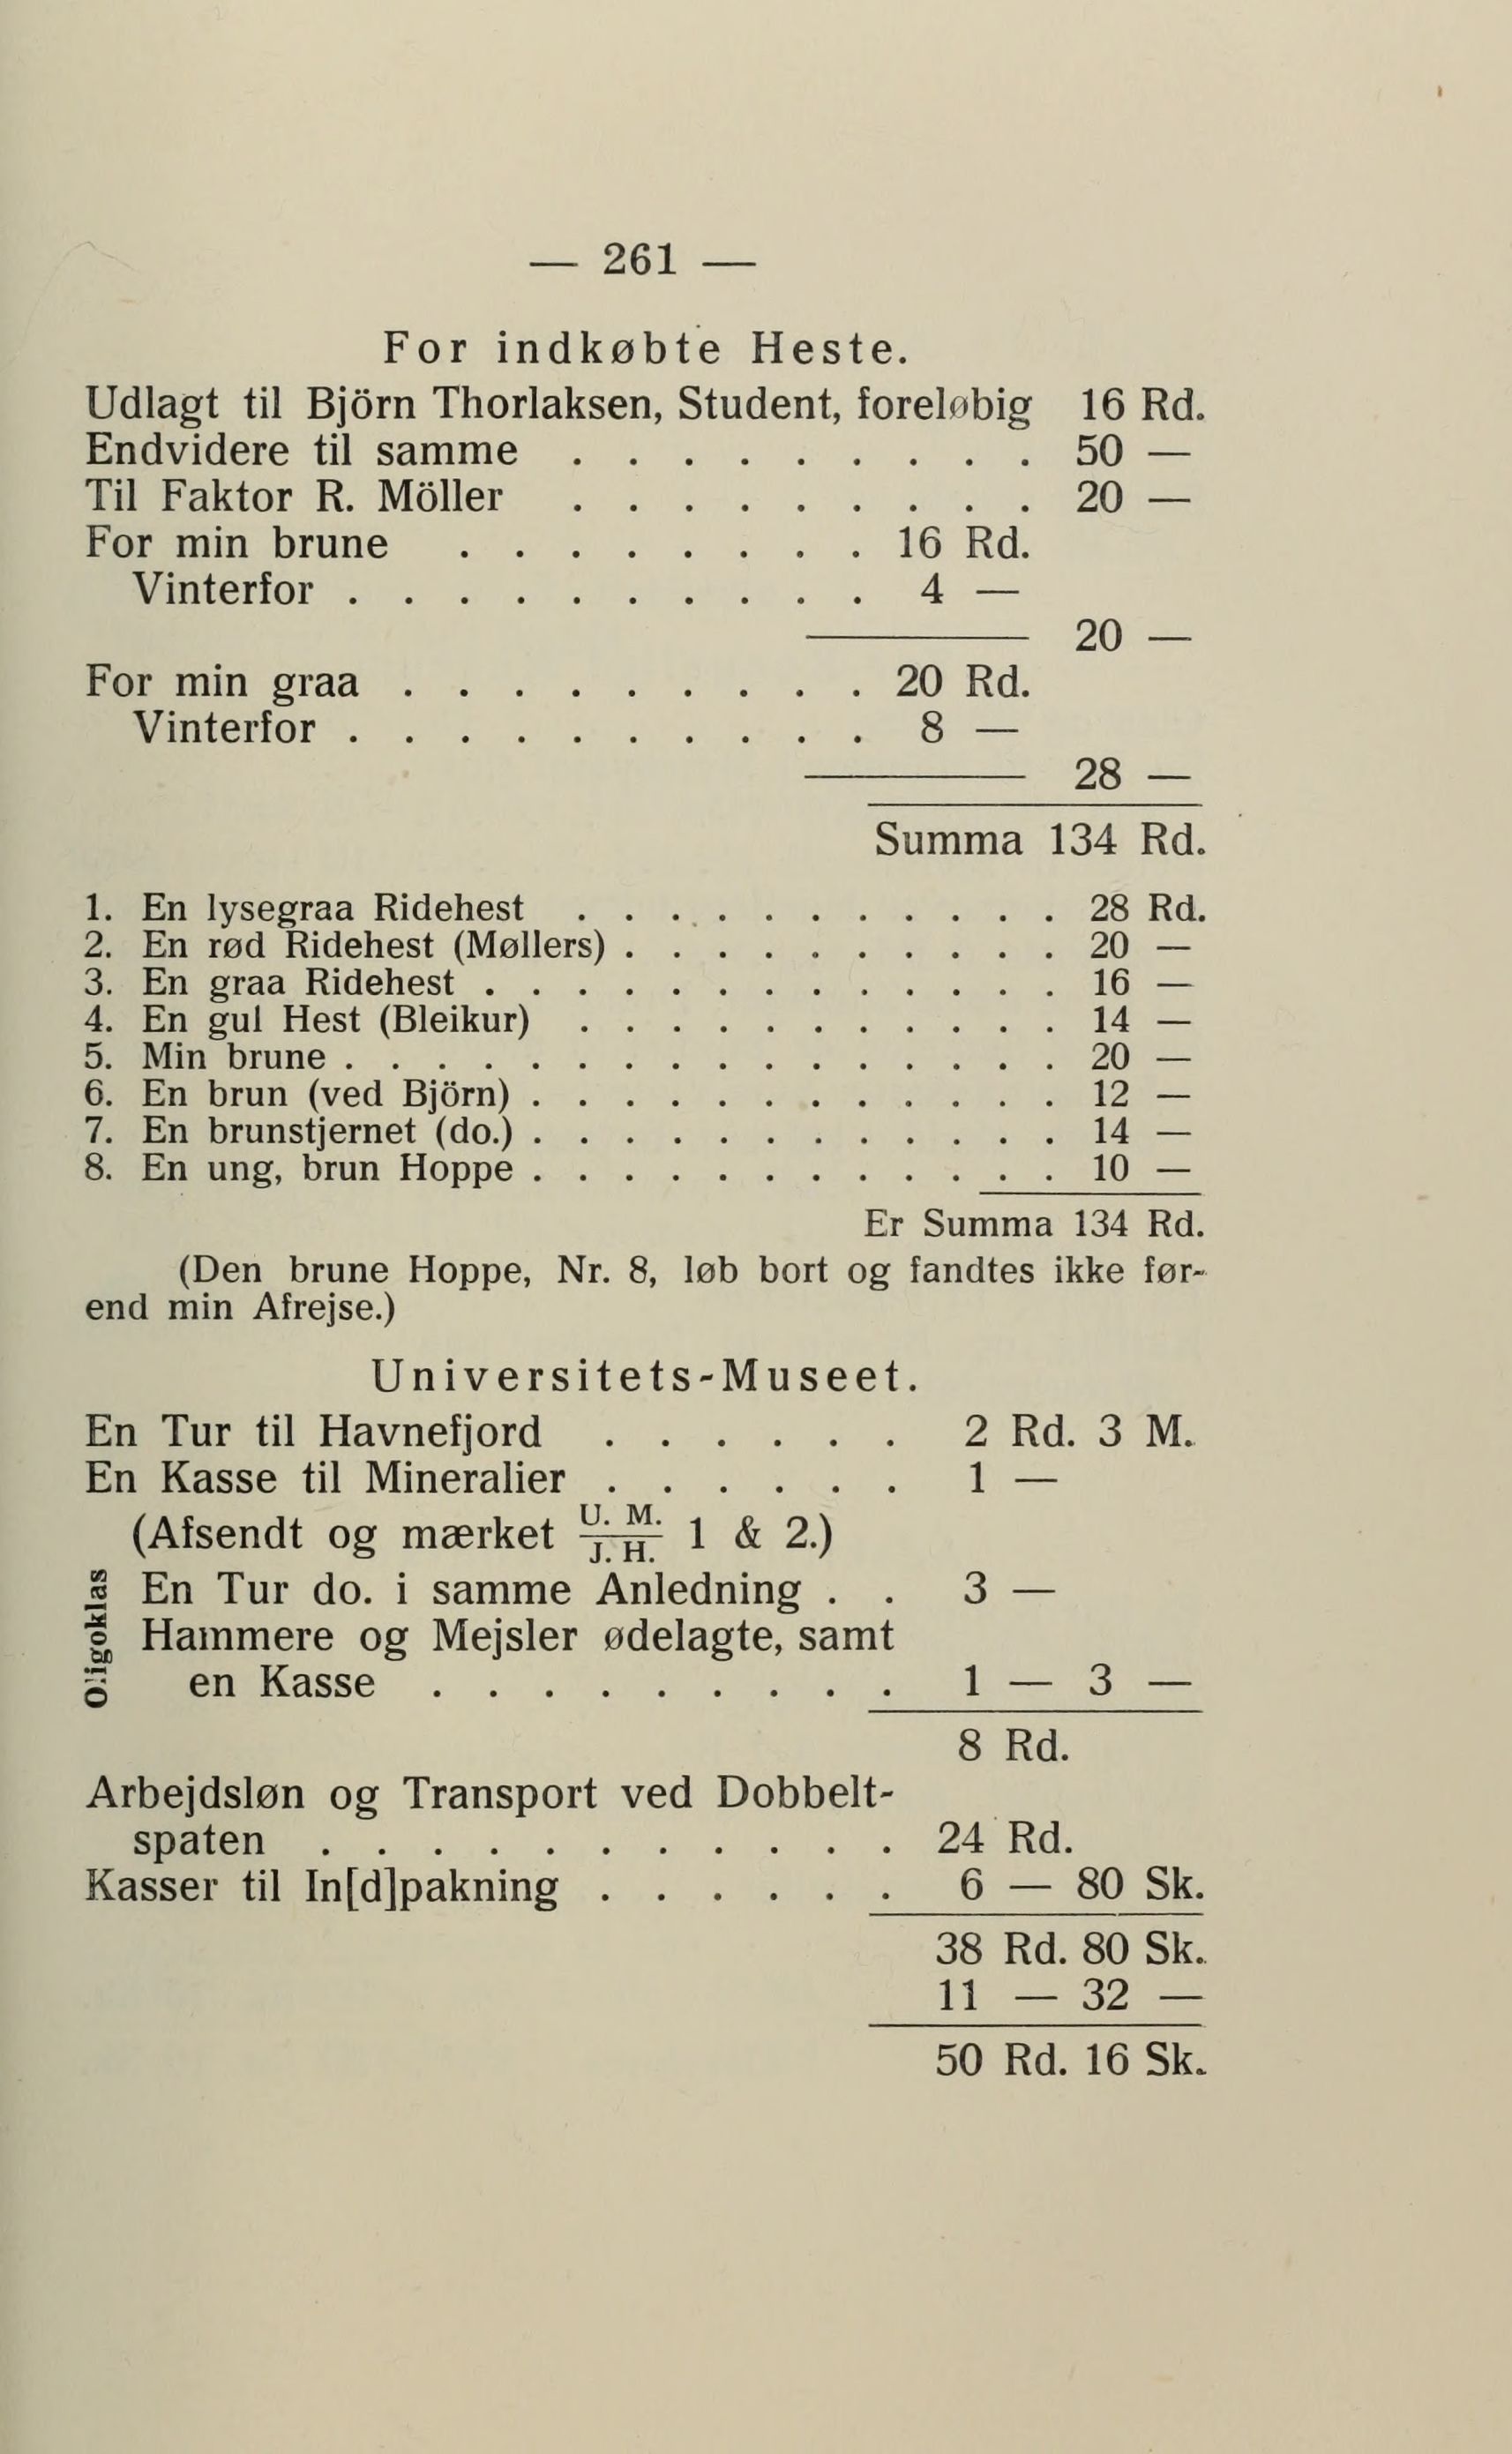 — 261 —
For indkøbte Heste.
Udlagt til Björn Thorlaksen, Student, foreløbig 16 Rd.
Endvidere til samme . . . . . . . . . 50 —
Til Faktor R. Möller . . . . . . . . . 20 —
For min brune . . . . . . . . 16 Rd.
Vinterfor . . . . . . . . . . 4 —
20 —
For min graa . . . . . . . . . 20 Rd.
Vinterfor . . . . . . . . . . 8 —
28 —
Summa 134 Rd.
1. En lysegraa Ridehest . . . . . . . . . . . 28 Rd.
2. En rød Ridehest (Møllers) . . . . . . . . . . 20 —
3. En graa Ridehest . . . . . . . . . . . . . 16 —
4. En gul Hest (Bleikur) . . . . . . . . . . . 14 —
5. Min brune . . . . . . . . . . . . . . . . 20 —
6. En brun (ved Björn) . . . . . . . . . . . . 12 —
7. En brunstjernet (do.) . . . . . . . . . . . . 14 —
8. En ung, brun Hoppe . . . . . . . . . . . . 10 —
Er Summa 134 Rd.
(Den brune Hoppe, Nr. 8, løb bort og fandtes ikke før-
end min Afrejse.)
Universitets-Museet.
En Tur til Havnefjord . . . . . . 2 Rd. 3 M.
En Kasse til Mineralier . . . . . . 1 —
(Afsendt og mærket U. M. / J. H. 1 & 2.)
Oligoklas
En Tur do. i samme Anledning . . 3 —
Hammere og Mejsler ødelagte, samt
en Kasse . . . . . . . . . 1 — 3 —
8 Rd.
Arbejdsløn og Transport ved Dobbelt-
spaten . . . . . . . . . . . 24 Rd.
Kasser til In[d]pakning . . . . . . 6 — 80 Sk.
38 Rd. 80 Sk.
11 — 32 —
50 Rd. 16 Sk.